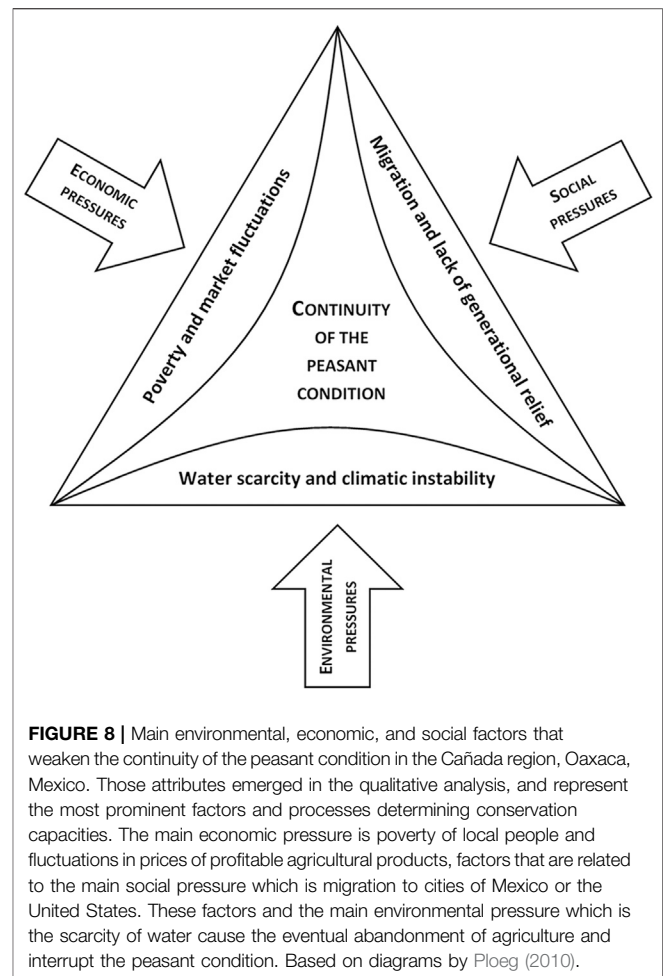 ECONOMIC
PRESSURES
SOCIAL
PRESSURES
Poverty and market fluctuations
Migration and lack of generational relief
CONTINUITY
OF THE
PEASANT
CONDITION
Water scarcity and climatic instability
ENVIRONMENTAL
PRESSURES
FIGURE 8 | Main environmental, economic, and social factors that
weaken the continuity of the peasant condition in the Cañada region, Oaxaca,
Mexico. Those attributes emerged in the qualitative analysis, and represent
the most prominent factors and processes determining conservation
capacities. The main economic pressure is poverty of local people and
fluctuations in prices of profitable agricultural products, factors that are related
to the main social pressure which is migration to cities of Mexico or the
United States. These factors and the main environmental pressure which is
the scarcity of water cause the eventual abandonment of agriculture and
interrupt the peasant condition. Based on diagrams by Ploeg (2010).